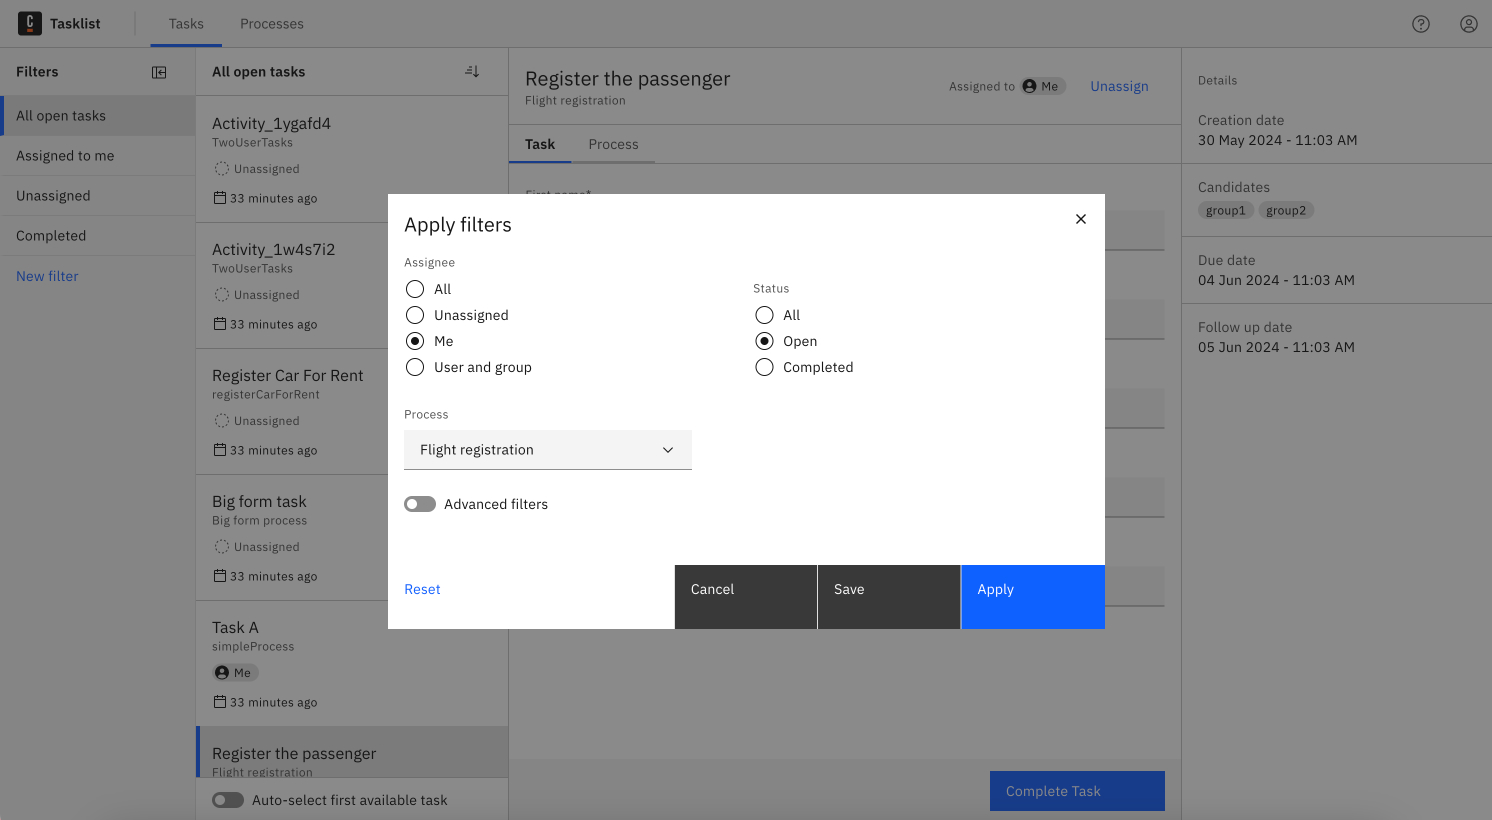 Tasklist
Tasks
Processes
Filters
All open tasks
Assigned to me
Unassigned
Completed
New filter
All open tasks
Activity_1ygafd4
TwoUserTasks
Unassigned
33 minutes ago
Activity_1w4s7i2
TwoUserTasks
Unassigned
33 minutes ago
Register Car For Rent
registerCarForRent
Unassigned
33 minutes ago
Big form task
Big form process
Unassigned
33 minutes ago
Task A
simpleProcess
Me
33 minutes ago
Register the passenger
Flight registration
Auto-select first available task
Register the passenger
Flight registration
Assigned to Me Unassign
Task
Process
First name*
Apply filters
Assignee
All
Unassigned
Me
User and group
Status
All
Open
Completed
Process
Flight registration
Advanced filters
Reset
Cancel
Save
Apply
Complete Task
Details
Creation date
30 May 2024 - 11:03 AM
Candidates
group1 group2
Due date
04 Jun 2024 - 11:03 AM
Follow up date
05 Jun 2024 - 11:03 AM